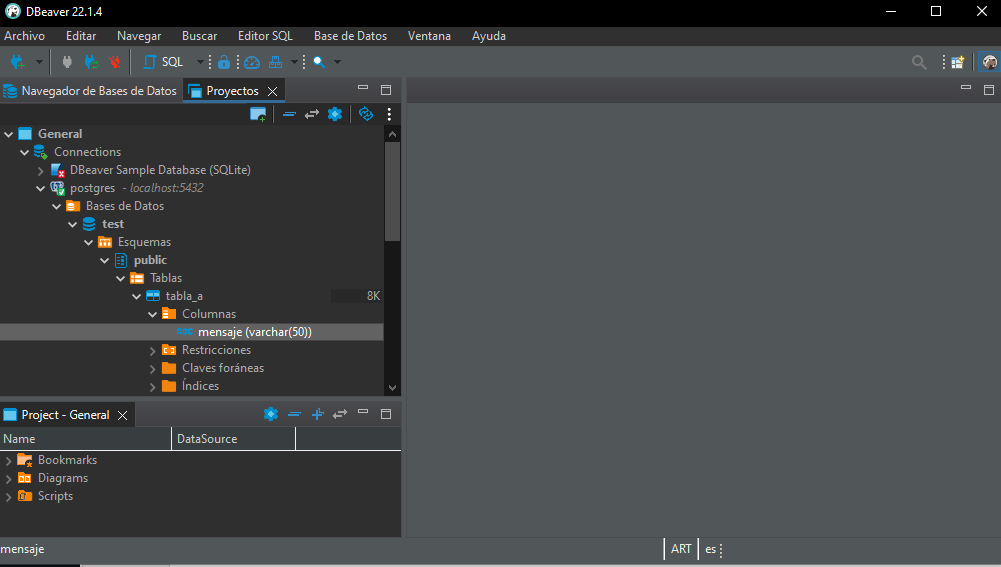 DBeaver 22.1.4
Archivo Editar Navegar Buscar Editor SQL Base de Datos Ventana Ayuda
SQL
Navegador de Bases de Datos Proyectos
General
Connections
DBeaver Sample Database (SQLite)
postgres - localhost:5432
Bases de Datos
test
Esquemas
public
Tablas
tabla_a 8K
Columnas
mensaje (varchar(50))
Restricciones
Claves foráneas
Índices
Project - General
Name DataSource
Bookmarks
Diagrams
Scripts
mensaje ART es